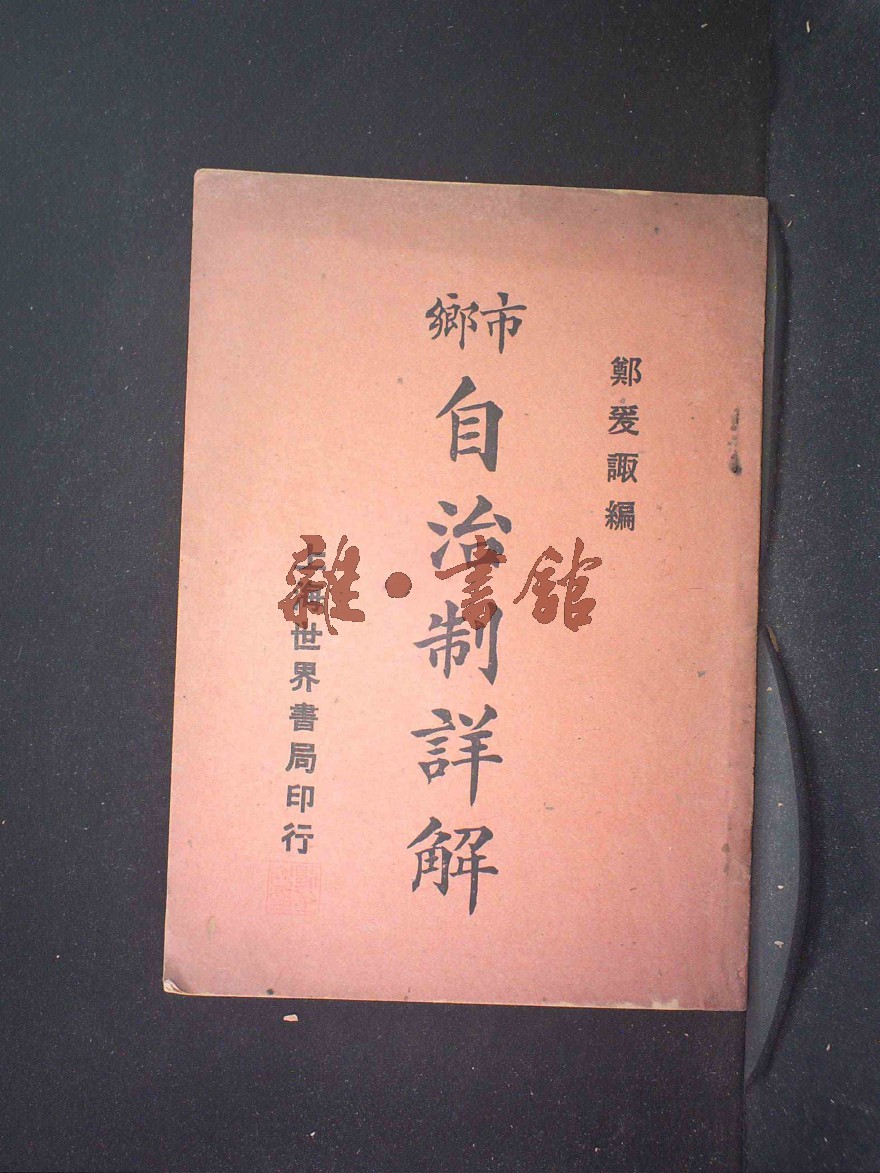 鄭爰諏編
市鄉
自治制詳解
上海世界書局印行
雜·書館